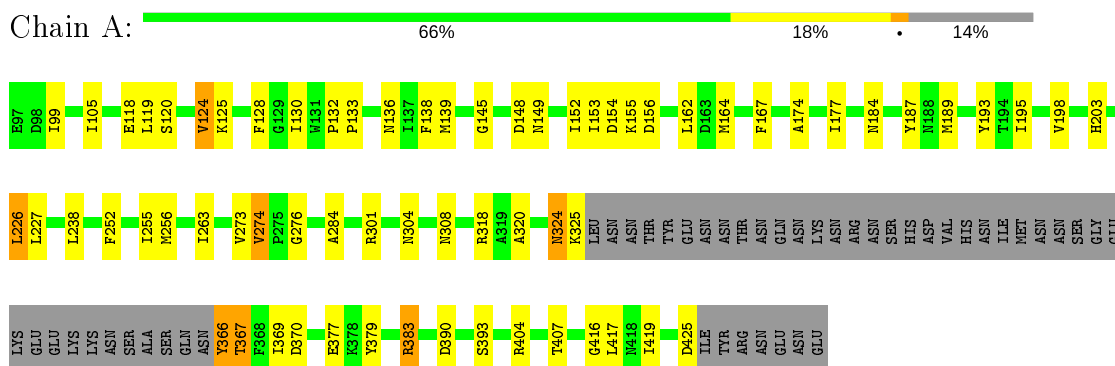 Chain A:
66% 18% • 14%
E97 D98 I99 I105 E118 L119 S120 V124 K125 F128 G129 I130 W131 P132 P133 N136 I137 F138 M139 G145 D148 N149 I152 I153 D154 K155 D156 L162 D163 M164 F167 A174 I177 N184 Y187 N188 M189 Y193 T194 I195 V198 H203
L226 L227 L238 F252 I255 M256 I263 V273 V274 P275 G276 A284 R301 N304 N308 R318 A319 A320 N324 K325 LEU ASN ASN THR TYR GLU ASN ASN THR ASN GLN ASN LYS ASN ARG ASN SER HIS ASP VAL HIS ASN ILE MET ASN ASN SER GLY GLU
LYS GLU GLU LYS LYS ASN SER ALA SER GLN ASN Y366 T367 F368 I369 D370 E377 K378 Y379 R383 D390 S393 R404 T407 G416 L417 N418 I419 D425 ILE TYR ARG ASN GLU ASN GLU